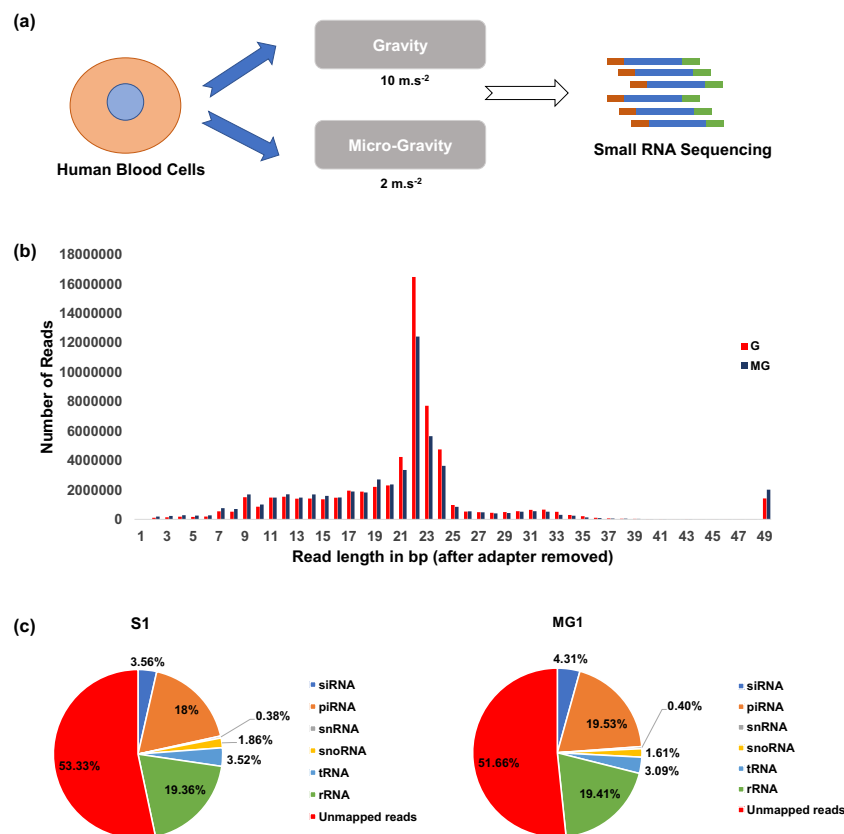 (a)
Gravity
10 m.s-2
Human Blood Cells
Micro-Gravity
2 m.s-2
Small RNA Sequencing
(b)
Number of Reads
18000000
16000000
14000000
12000000
10000000
8000000
6000000
4000000
2000000
0
G
MG
1 3 5 7 9 11 13 15 17 19 21 23 25 27 29 31 33 35 37 39 41 43 45 47 49
Read length in bp (after adapter removed)
(c)
S1
3.56%
18%
0.38%
1.86%
3.52%
19.36%
53.33%
siRNA
piRNA
snRNA
snoRNA
tRNA
rRNA
Unmapped reads
MG1
4.31%
19.53%
0.40%
1.61%
3.09%
19.41%
51.66%
siRNA
piRNA
snRNA
snoRNA
tRNA
rRNA
Unmapped reads